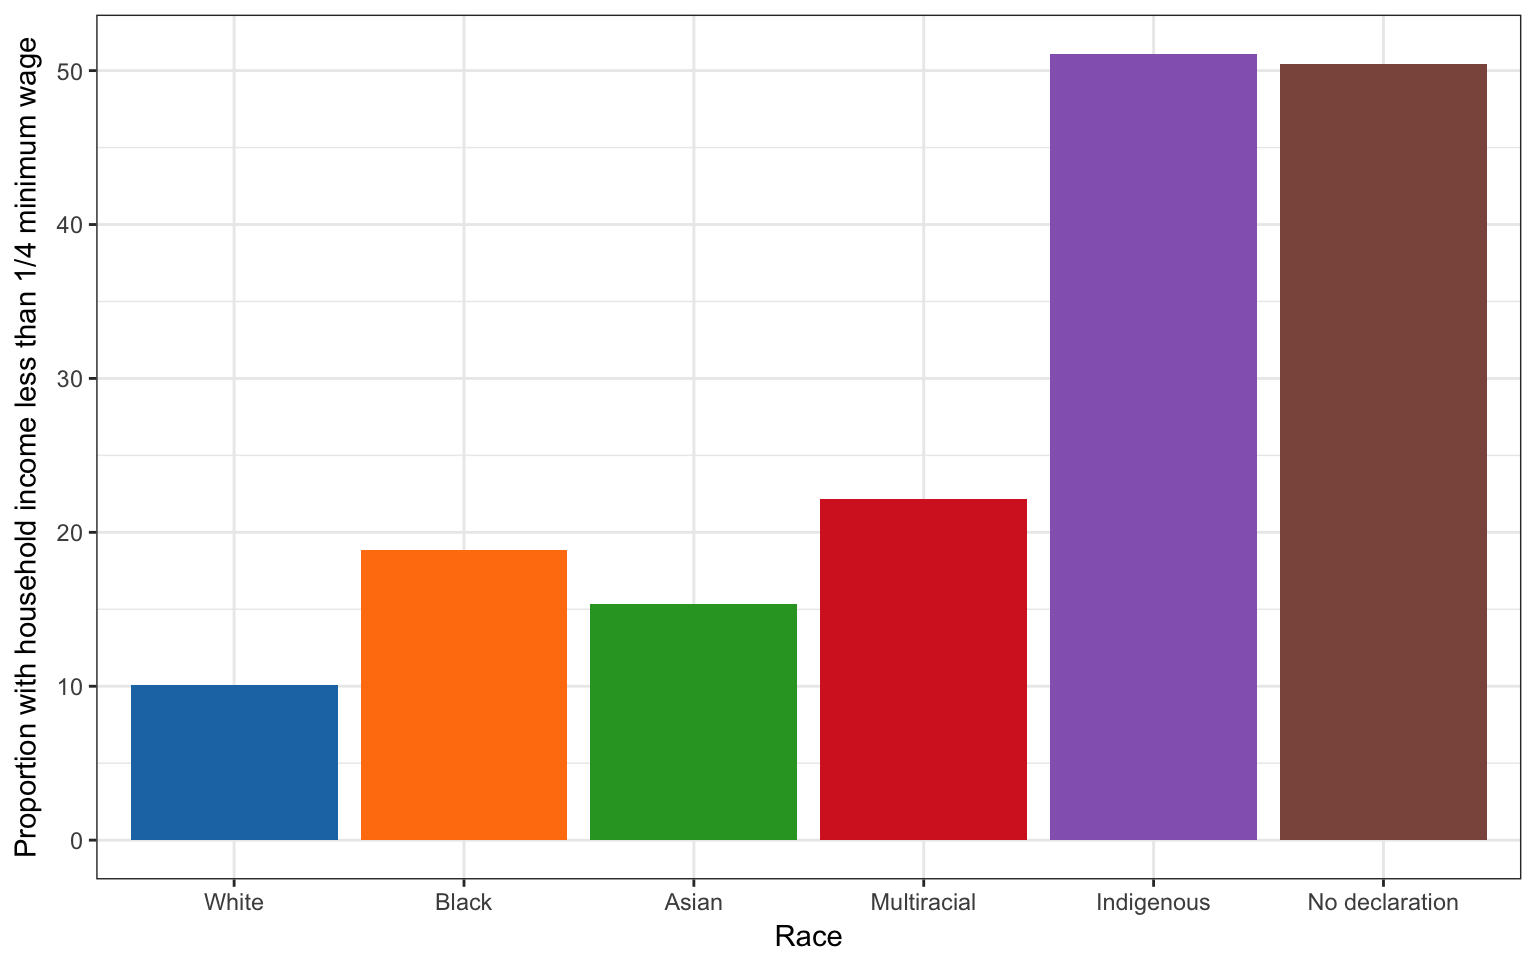 Proportion with household income less than 1/4 minimum wage
50
40
30
20
10
0
White Black Asian Multiracial Indigenous No declaration
Race